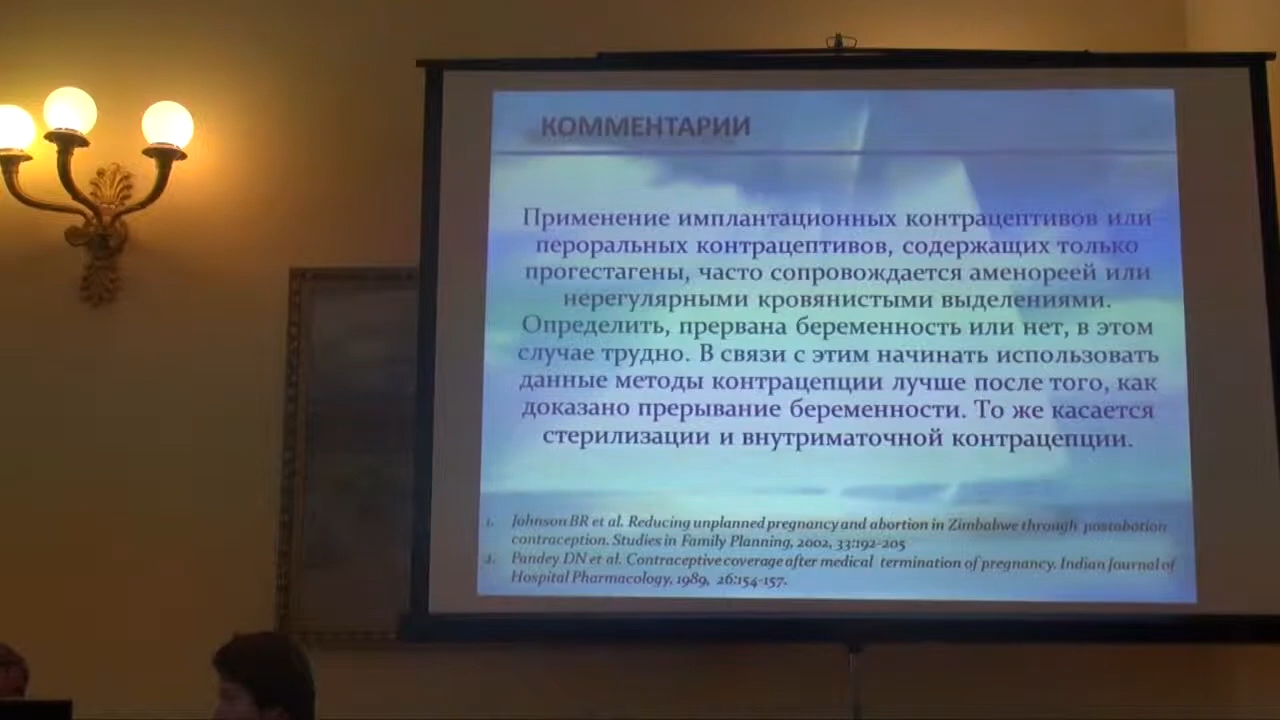 КОММЕНТАРИИ
Применение имплантационных контрацептивов или
пероральных контрацептивов, содержащих только
прогестагены, часто сопровождается аменореей или
нерегулярными кровянистыми выделениями.
Определить, прервана беременность или нет, в этом
случае трудно. В связи с этим начинать использовать
данные методы контрацепции лучше после того, как
доказано прерывание беременности. То же касается
стерилизации и внутриматочной контрацепции.
1. Johnson BR et al. Reducing unplanned pregnancy and abortion in Zimbabwe through postabotion
contraception. Studies in Family Planning, 2002, 33:192-205
2. Pandey DN et al. Contraceptive coverage after medical termination of pregnancy. Indian Journal of
Hospital Pharmacology, 1989, 26:154-157.